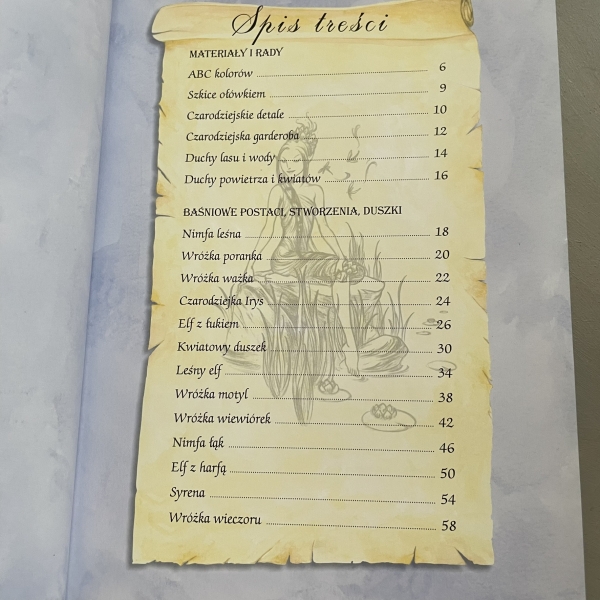 Spis treści
MATERIAŁY I RADY
ABC kolorów 6
Szkice ołówkiem 9
Czarodziejskie detale 10
Czarodziejska garderoba 12
Duchy lasu i wody 14
Duchy powietrza i kwiatów 16
BAŚNIOWE POSTACI, STWORZENIA, DUSZKI
Nimfa leśna 18
Wróżka poranka 20
Wróżka ważka 22
Czarodziejka Irys 24
Elf z łukiem 26
Kwiatowy duszek 30
Leśny elf 34
Wróżka motyl 38
Wróżka wiewiórek 42
Nimfa łąk 46
Elf z harfą 50
Syrena 54
Wróżka wieczoru 58